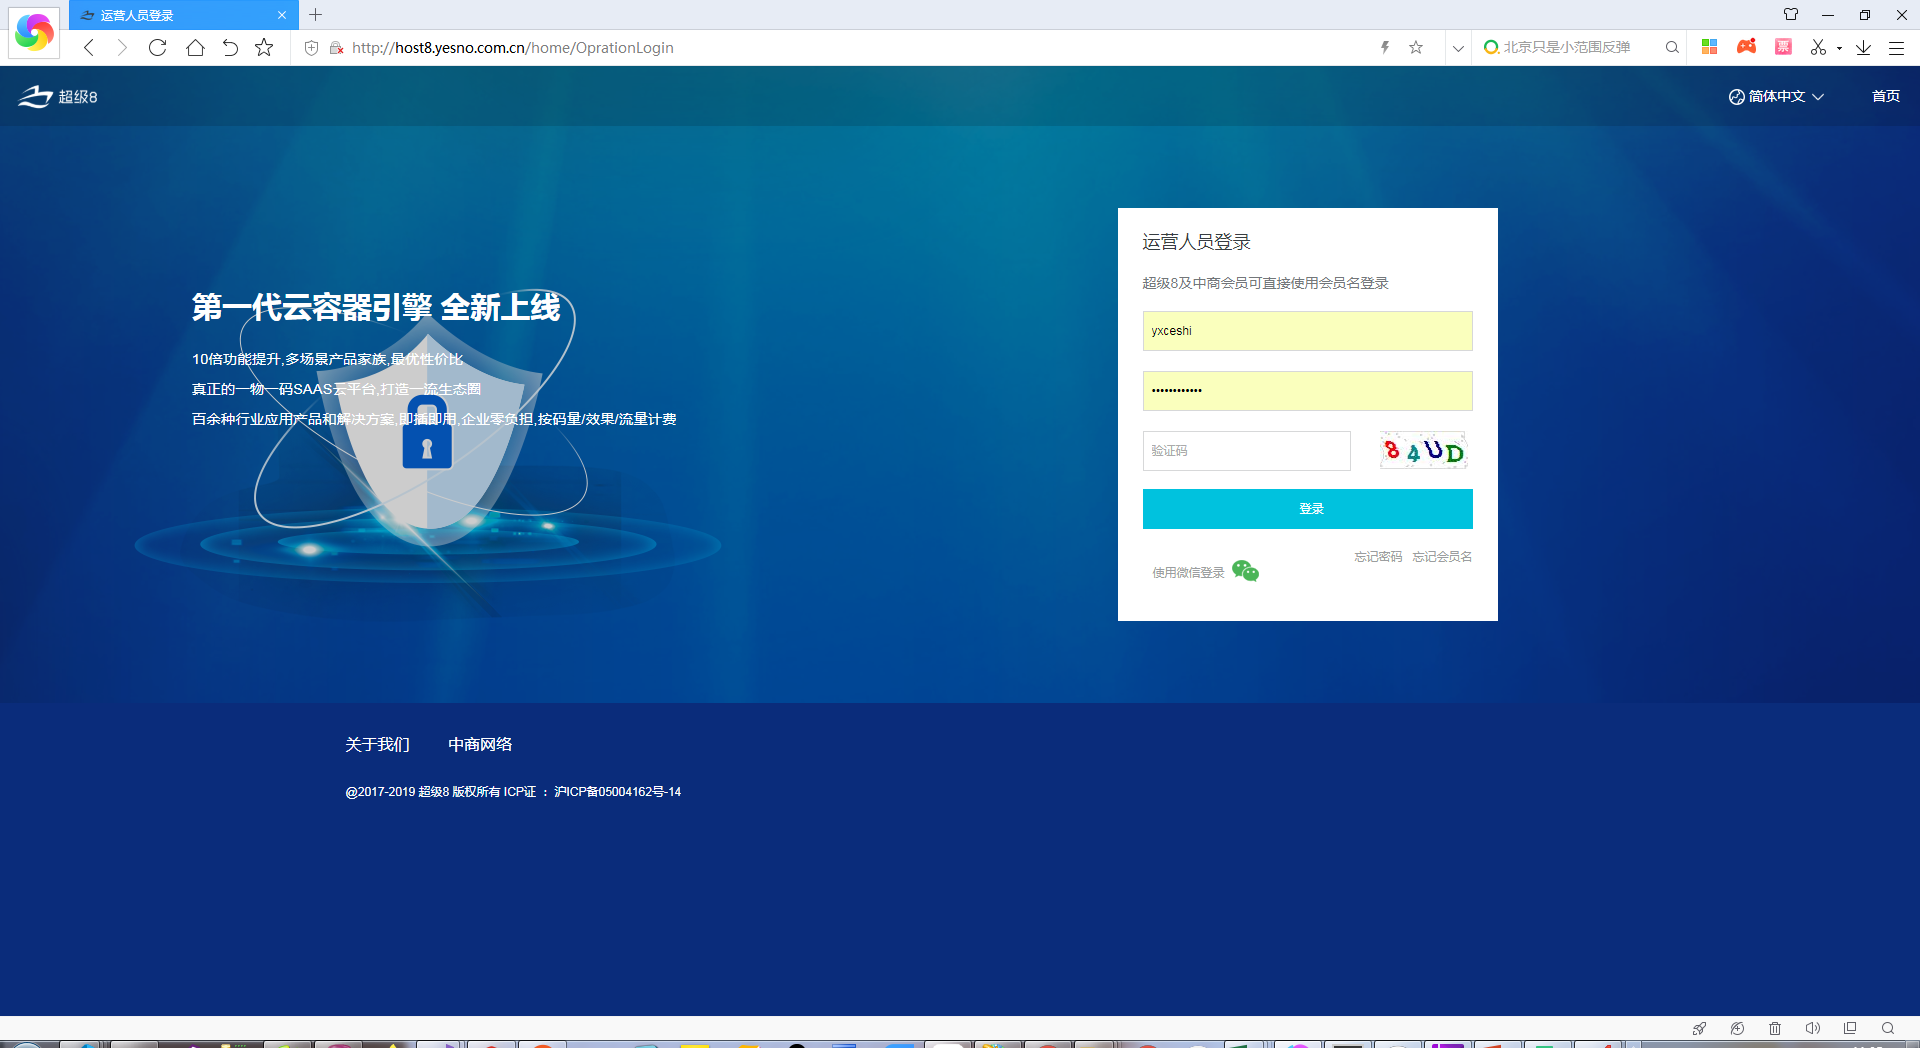 运营人员登录
http://host8.yesno.com.cn/home/OprationLogin
北京只是小范围反弹
票
超级8
简体中文
首页
第一代云容器引擎 全新上线
10倍功能提升,多场景产品家族,最优性价比
真正的一物一码SAAS云平台,打造一流生态圈
百余种行业应用产品和解决方案,即插即用,企业零负担,按码量/效果/流量计费
运营人员登录
超级8及中商会员可直接使用会员名登录
yxceshi
••••••••••••
验证码
84UD
登录
忘记密码 忘记会员名
使用微信登录
关于我们 中商网络
@2017-2019 超级8 版权所有 ICP证 : 沪ICP备05004162号-14